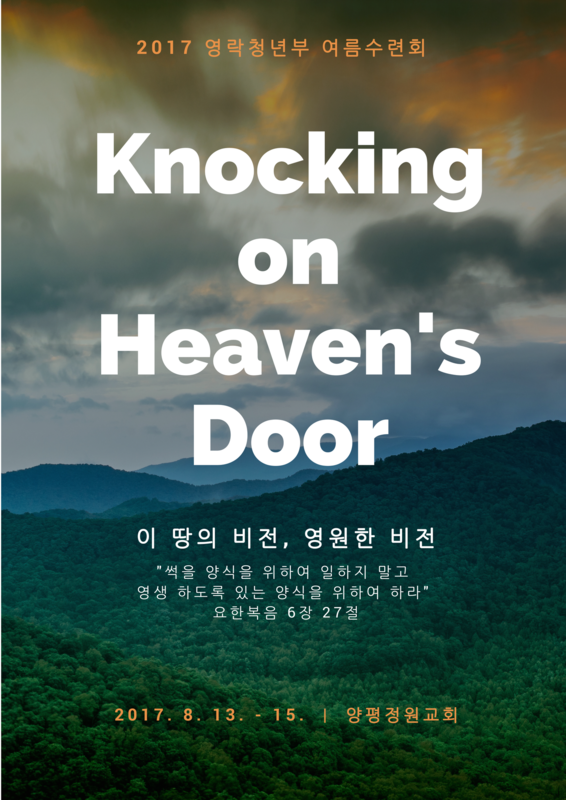 2017 영락청년부 여름수련회
Knocking
on
Heaven's
Door
이 땅의 비전, 영원한 비전
"썩을 양식을 위하여 일하지 말고
영생 하도록 있는 양식을 위하여 하라"
요한복음 6장 27절
2017. 8. 13. - 15. | 양평정원교회